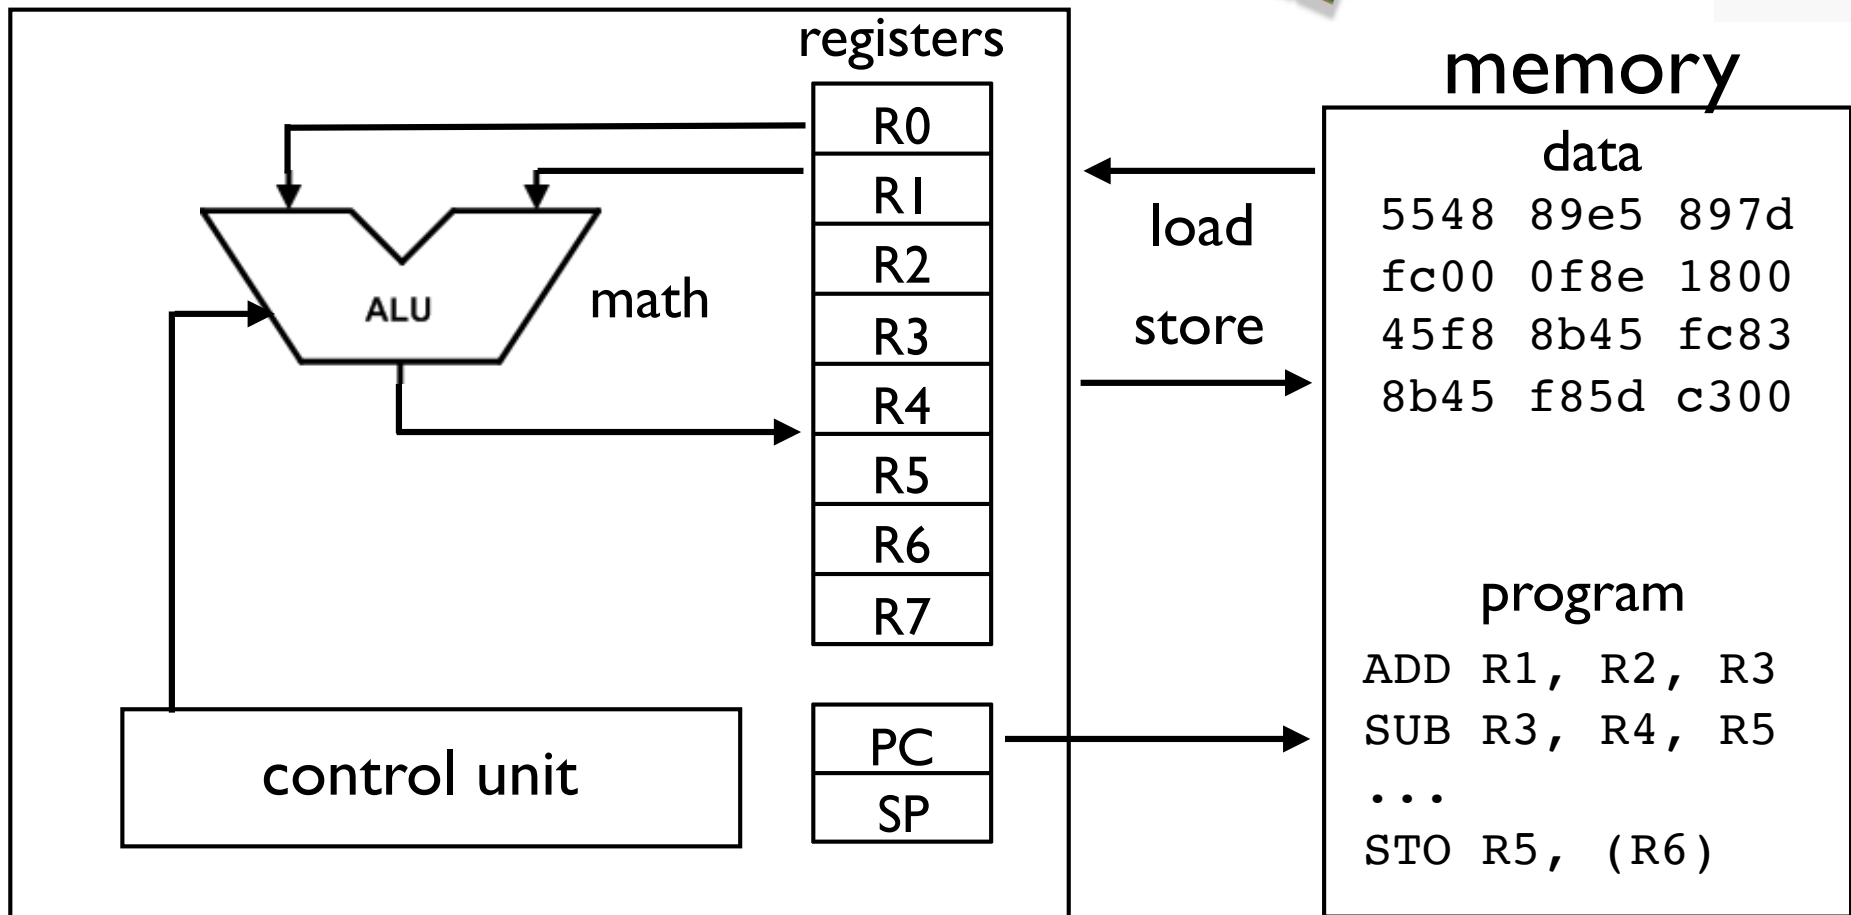 registers
R0
R1
R2
R3
R4
R5
R6
R7
PC
SP
ALU
math
control unit
load
store
memory
data
5548 89e5 897d
fc00 0f8e 1800
45f8 8b45 fc83
8b45 f85d c300
program
ADD R1, R2, R3
SUB R3, R4, R5
...
STO R5, (R6)